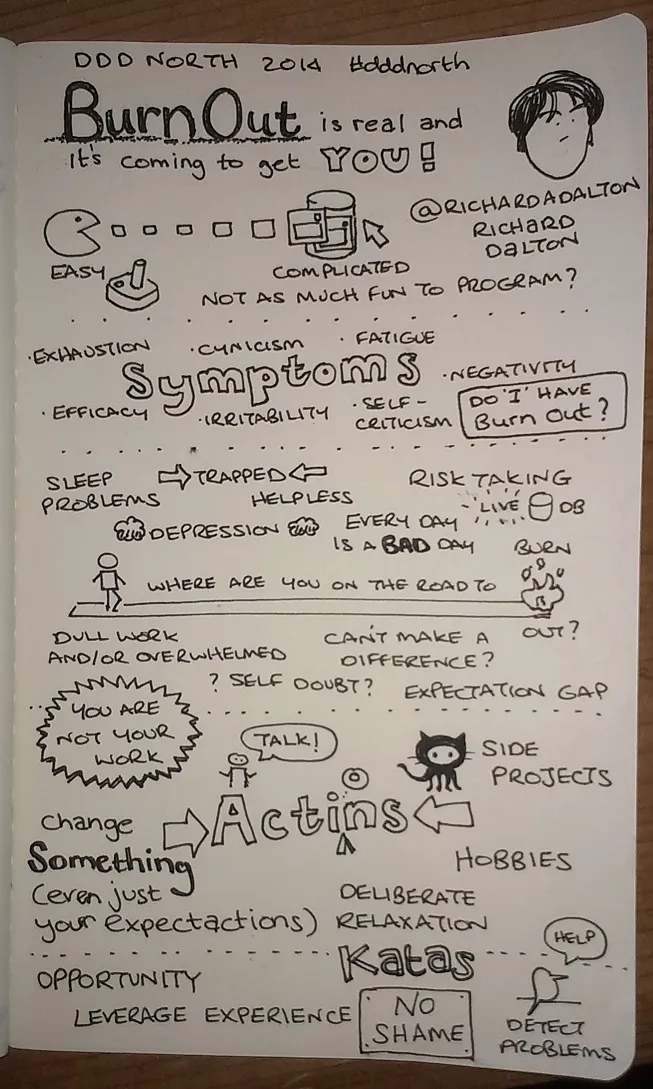 DDD NORTH 2014 #dddnorth
BurnOut is real and
it's coming to get YOU!
@RICHARDADALTON
RICHARD
DALTON
EASY
COMPLICATED
NOT AS MUCH FUN TO PROGRAM?
·EXHAUSTION ·CYNICISM ·FATIGUE
Symptoms
·NEGATIVITY
·EFFICACY ·IRRITABILITY ·SELF-
CRITICISM
DO 'I' HAVE
Burn Out?
SLEEP
PROBLEMS
TRAPPED
HELPLESS
RISK TAKING
LIVE DB
DEPRESSION
EVERY DAY
IS A BAD DAY
WHERE ARE YOU ON THE ROAD TO
BURN
OUT?
DULL WORK
AND/OR OVERWHELMED
CAN'T MAKE A
DIFFERENCE?
? SELF DOUBT?
EXPECTATION GAP
YOU ARE
NOT YOUR
WORK
TALK!
SIDE
PROJECTS
Actins
o
change
Something
(even just
your expectactions)
HOBBIES
DELIBERATE
RELAXATION
Katas
HELP
OPPORTUNITY
LEVERAGE EXPERIENCE
NO
SHAME
DETECT
PROBLEMS